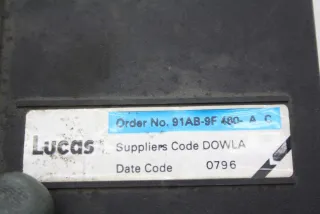 Order No. 91AB-9F 480- A C
Lucas
Suppliers Code DOWLA
Date Code 0796